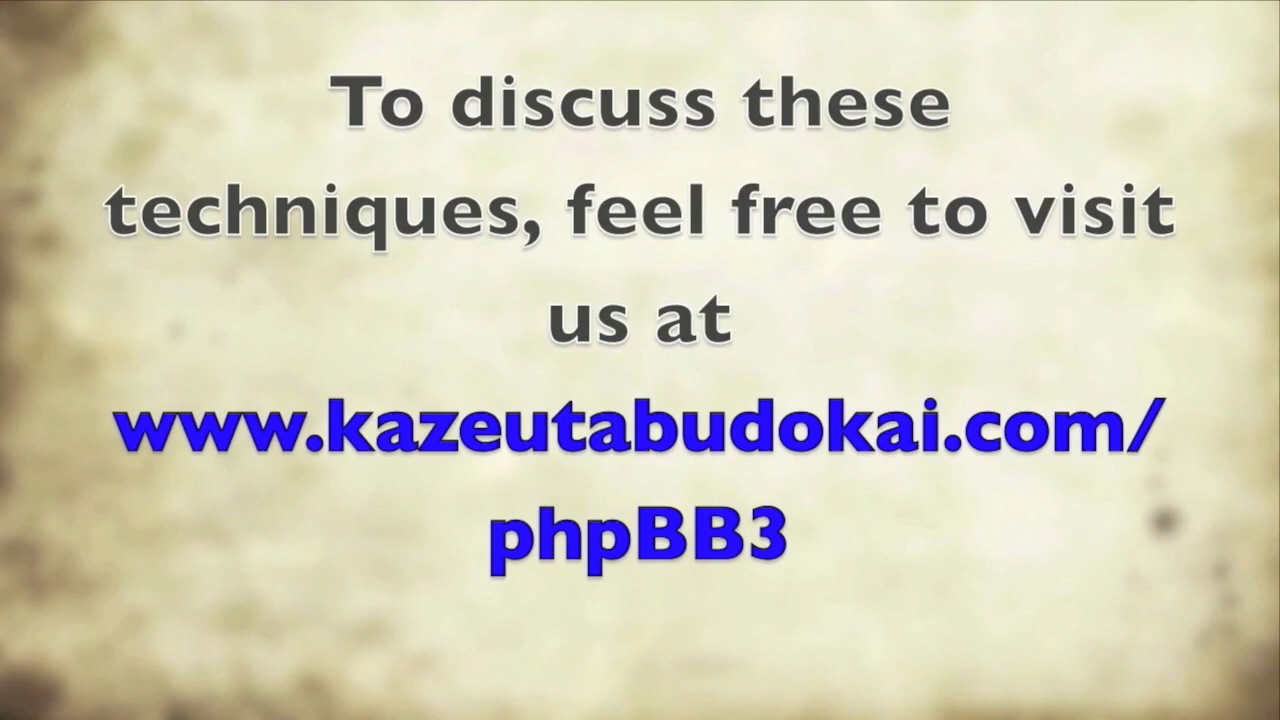 To discuss these
techniques, feel free to visit
us at
www.kazeutabudokai.com/
phpBB3